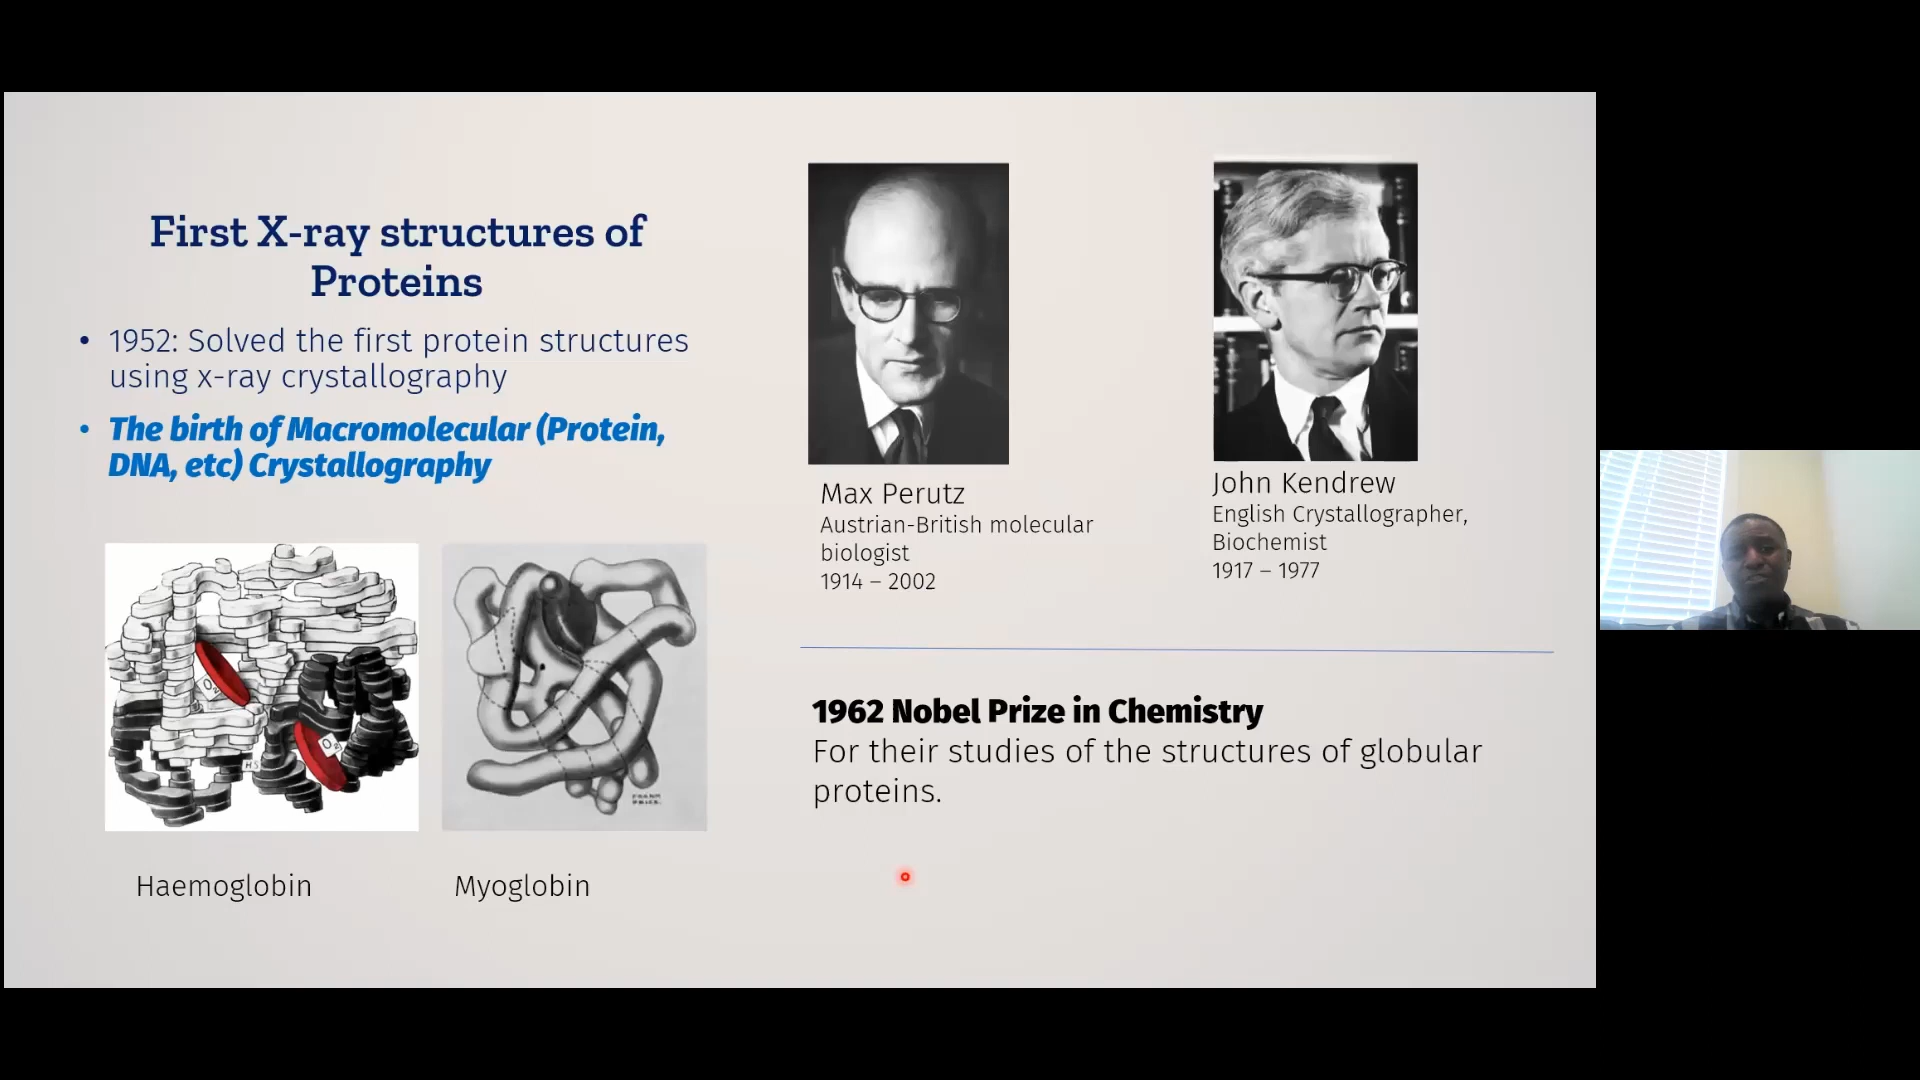 First X-ray structures of
Proteins
• 1952: Solved the first protein structures
using x-ray crystallography
• The birth of Macromolecular (Protein,
DNA, etc) Crystallography
O₂
O₂
Haemoglobin
Myoglobin
Max Perutz
Austrian-British molecular
biologist
1914 – 2002
John Kendrew
English Crystallographer,
Biochemist
1917 – 1977
1962 Nobel Prize in Chemistry
For their studies of the structures of globular
proteins.